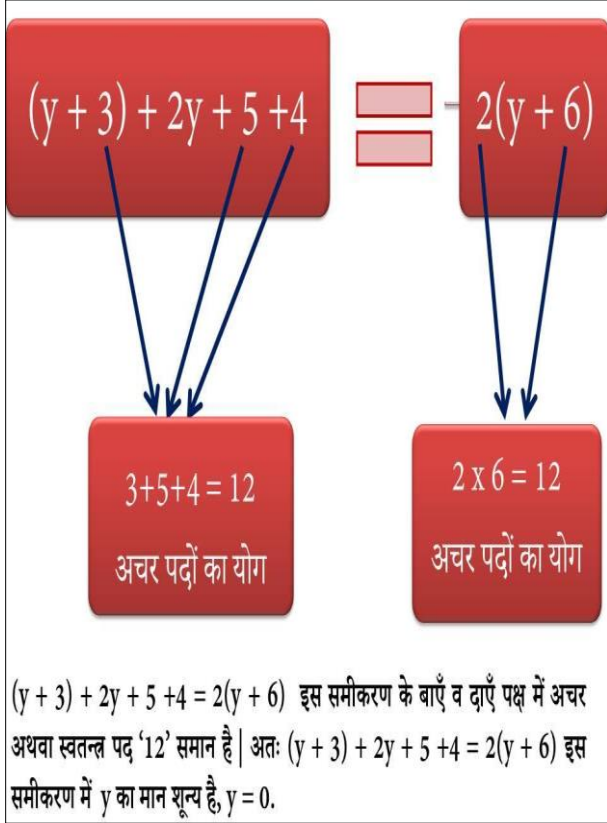 (y + 3) + 2y + 5 +4
2(y + 6)
3+5+4 = 12
अचर पदों का योग
2 x 6 = 12
अचर पदों का योग
(y + 3) + 2y + 5 +4 = 2(y + 6) इस समीकरण के बाएँ व दाएँ पक्ष में अचर
अथवा स्वतन्त्र पद ‘12’ समान है | अतः (y + 3) + 2y + 5 +4 = 2(y + 6) इस
समीकरण में y का मान शून्य है, y = 0.